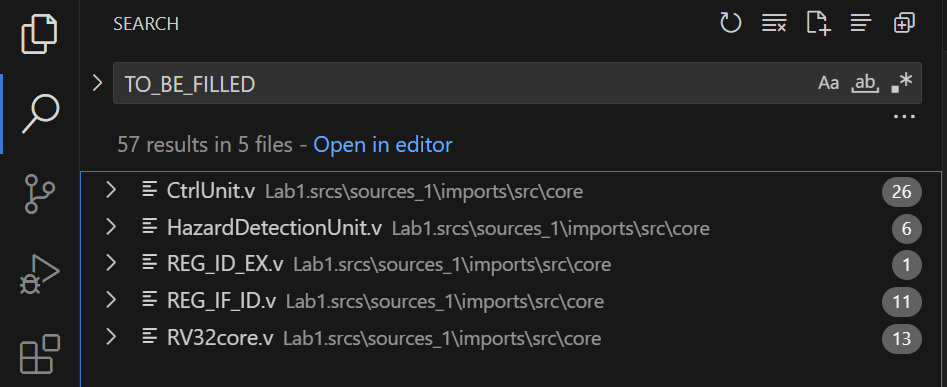 SEARCH
TO_BE_FILLED Aa ab .*
57 results in 5 files - Open in editor
CtrlUnit.v Lab1.srcs\sources_1\imports\src\core 26
HazardDetectionUnit.v Lab1.srcs\sources_1\imports\src\core 6
REG_ID_EX.v Lab1.srcs\sources_1\imports\src\core 1
REG_IF_ID.v Lab1.srcs\sources_1\imports\src\core 11
RV32core.v Lab1.srcs\sources_1\imports\src\core 13